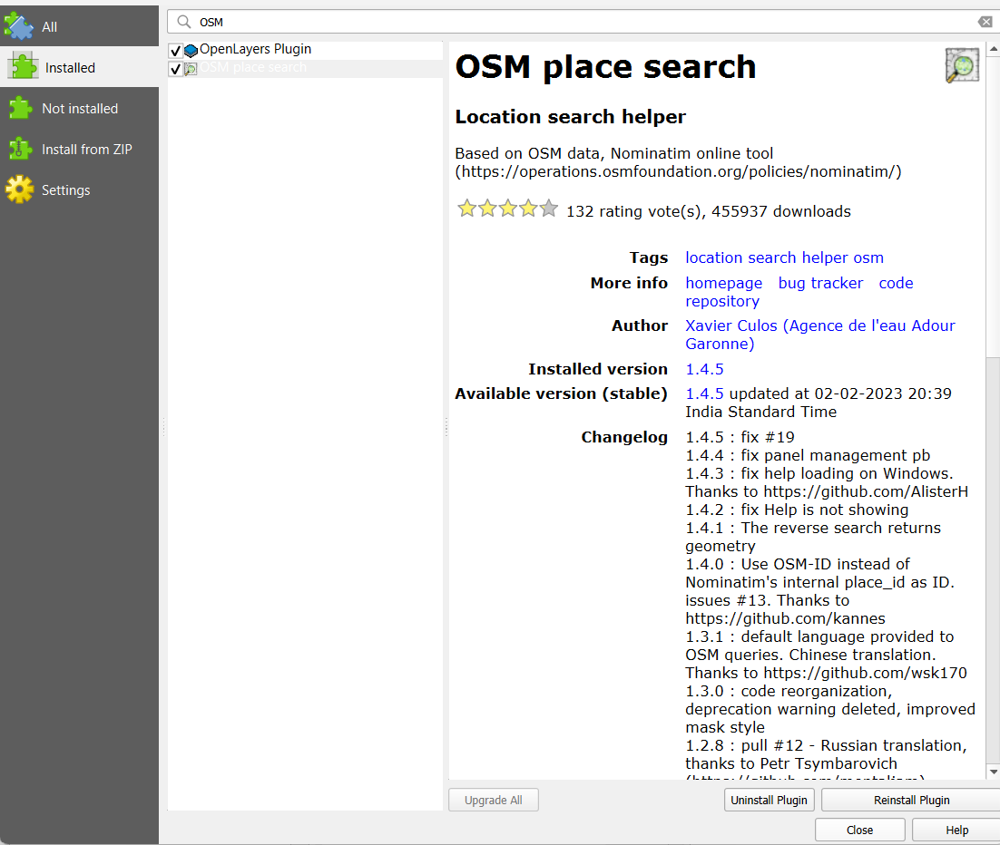 All
Installed
Not installed
Install from ZIP
Settings
OSM
OpenLayers Plugin
OSM place search
OSM place search
Location search helper
Based on OSM data, Nominatim online tool
(https://operations.osmfoundation.org/policies/nominatim/)
132 rating vote(s), 455937 downloads
Tags location search helper osm
More info homepage bug tracker code
repository
Author Xavier Culos (Agence de l'eau Adour
Garonne)
Installed version 1.4.5
Available version (stable) 1.4.5 updated at 02-02-2023 20:39
India Standard Time
Changelog 1.4.5 : fix #19
1.4.4 : fix panel management pb
1.4.3 : fix help loading on Windows.
Thanks to https://github.com/AlisterH
1.4.2 : fix Help is not showing
1.4.1 : The reverse search returns
geometry
1.4.0 : Use OSM-ID instead of
Nominatim's internal place_id as ID.
issues #13. Thanks to
https://github.com/kannes
1.3.1 : default language provided to
OSM queries. Chinese translation.
Thanks to https://github.com/wsk170
1.3.0 : code reorganization,
deprecation warning deleted, improved
mask style
1.2.8 : pull #12 - Russian translation,
thanks to Petr Tsymbarovich
Upgrade All
Uninstall Plugin
Reinstall Plugin
Close
Help